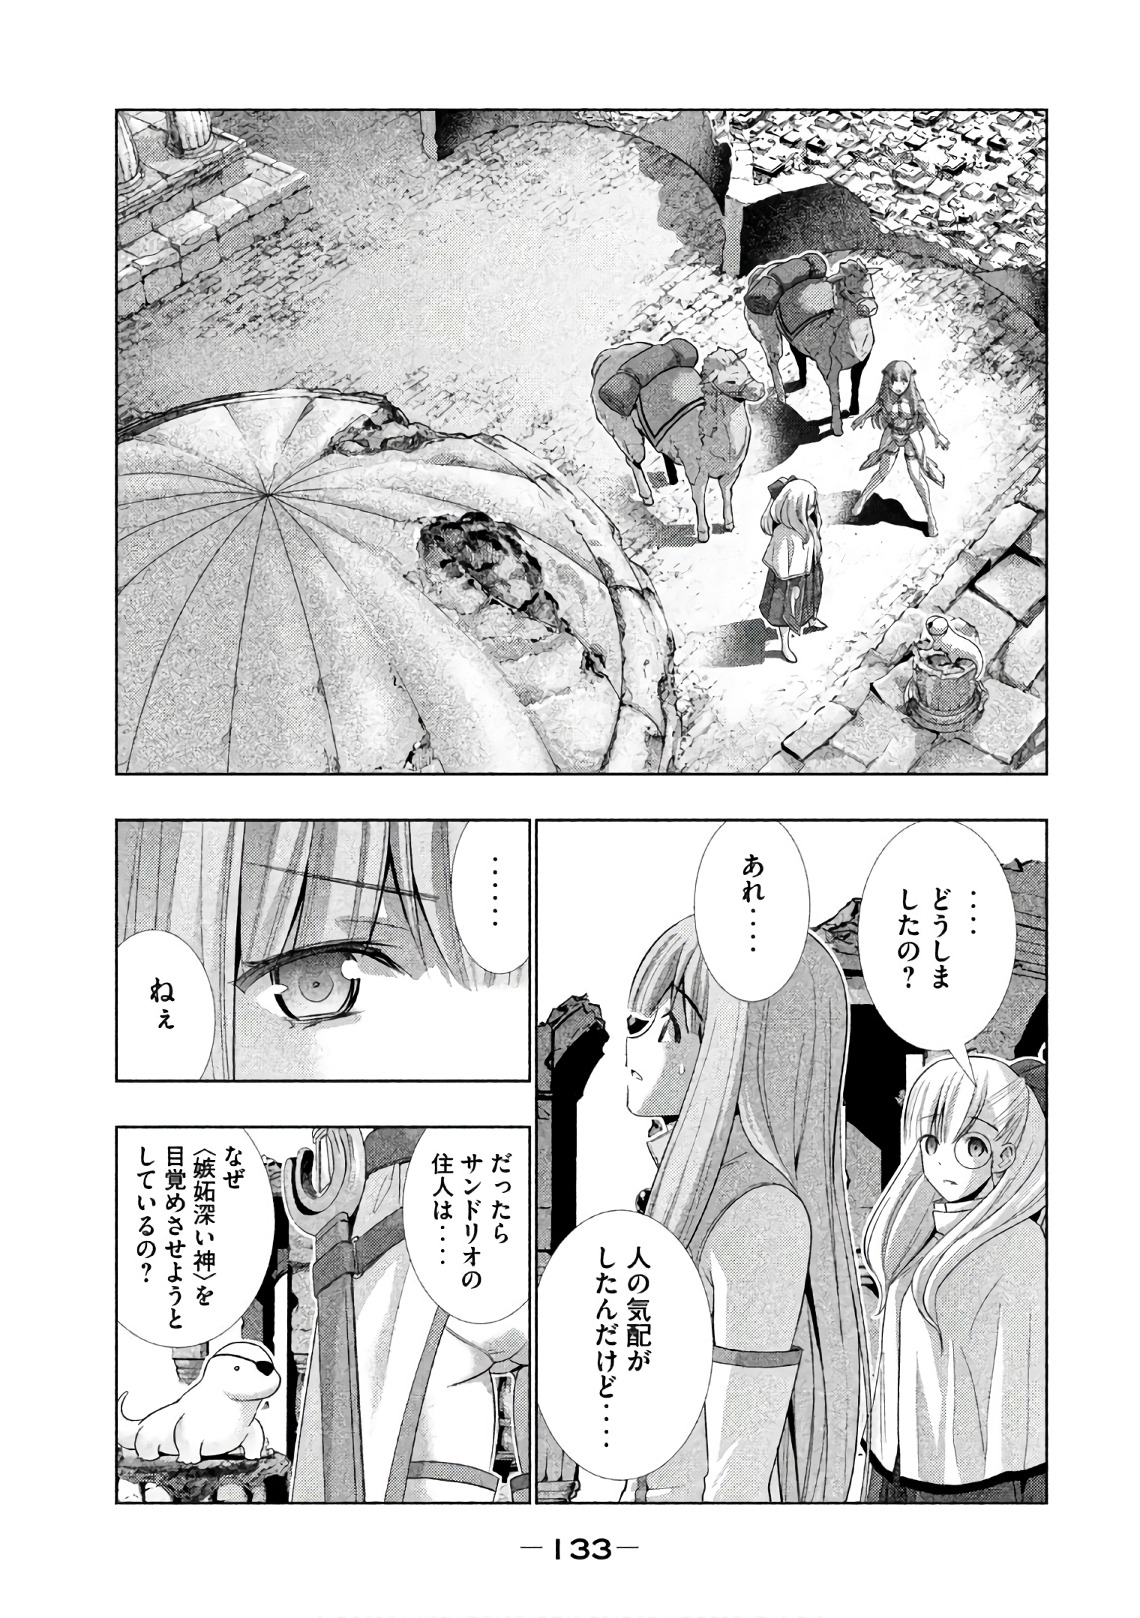 ‥‥
どうしま
したの?
あれ‥‥
人の気配が
したんだけど‥‥
‥‥‥
ねぇ
だったら
サンドリオの
住人は‥‥
なぜ
〈嫉妬深い神〉を
目覚めさせようと
しているの?
—133—